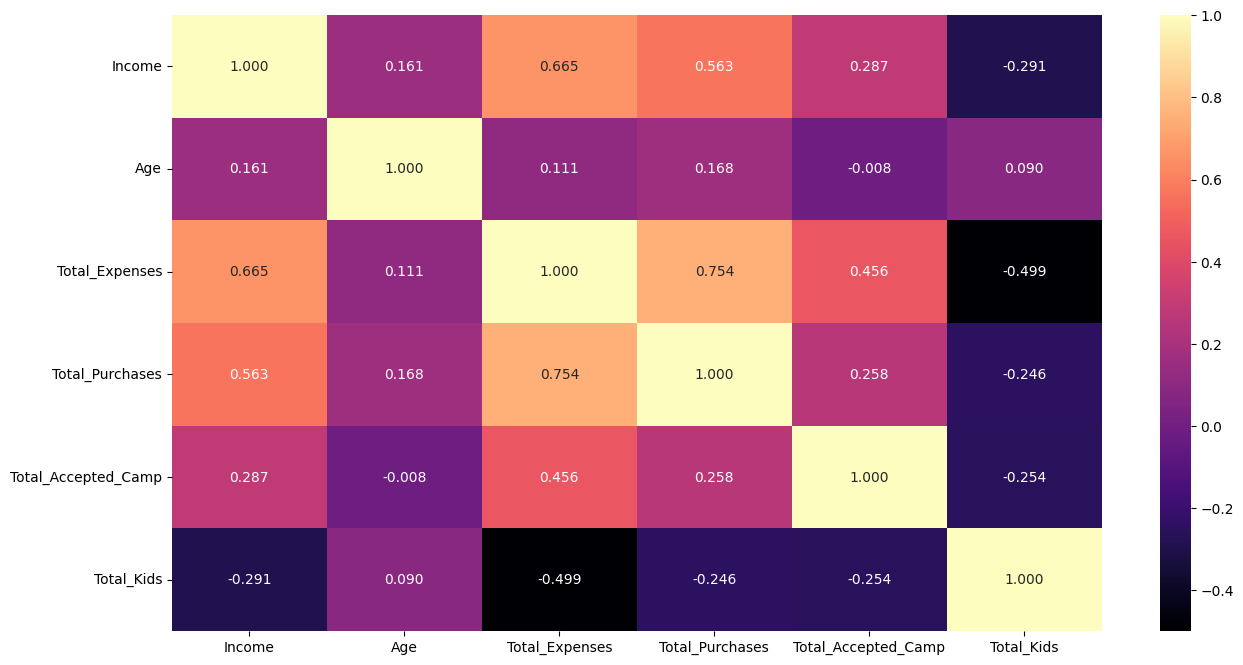 Income 1.000 0.161 0.665 0.563 0.287 -0.291
Age 0.161 1.000 0.111 0.168 -0.008 0.090
Total_Expenses 0.665 0.111 1.000 0.754 0.456 -0.499
Total_Purchases 0.563 0.168 0.754 1.000 0.258 -0.246
Total_Accepted_Camp 0.287 -0.008 0.456 0.258 1.000 -0.254
Total_Kids -0.291 0.090 -0.499 -0.246 -0.254 1.000
Income Age Total_Expenses Total_Purchases Total_Accepted_Camp Total_Kids
1.0
0.8
0.6
0.4
0.2
0.0
−0.2
−0.4